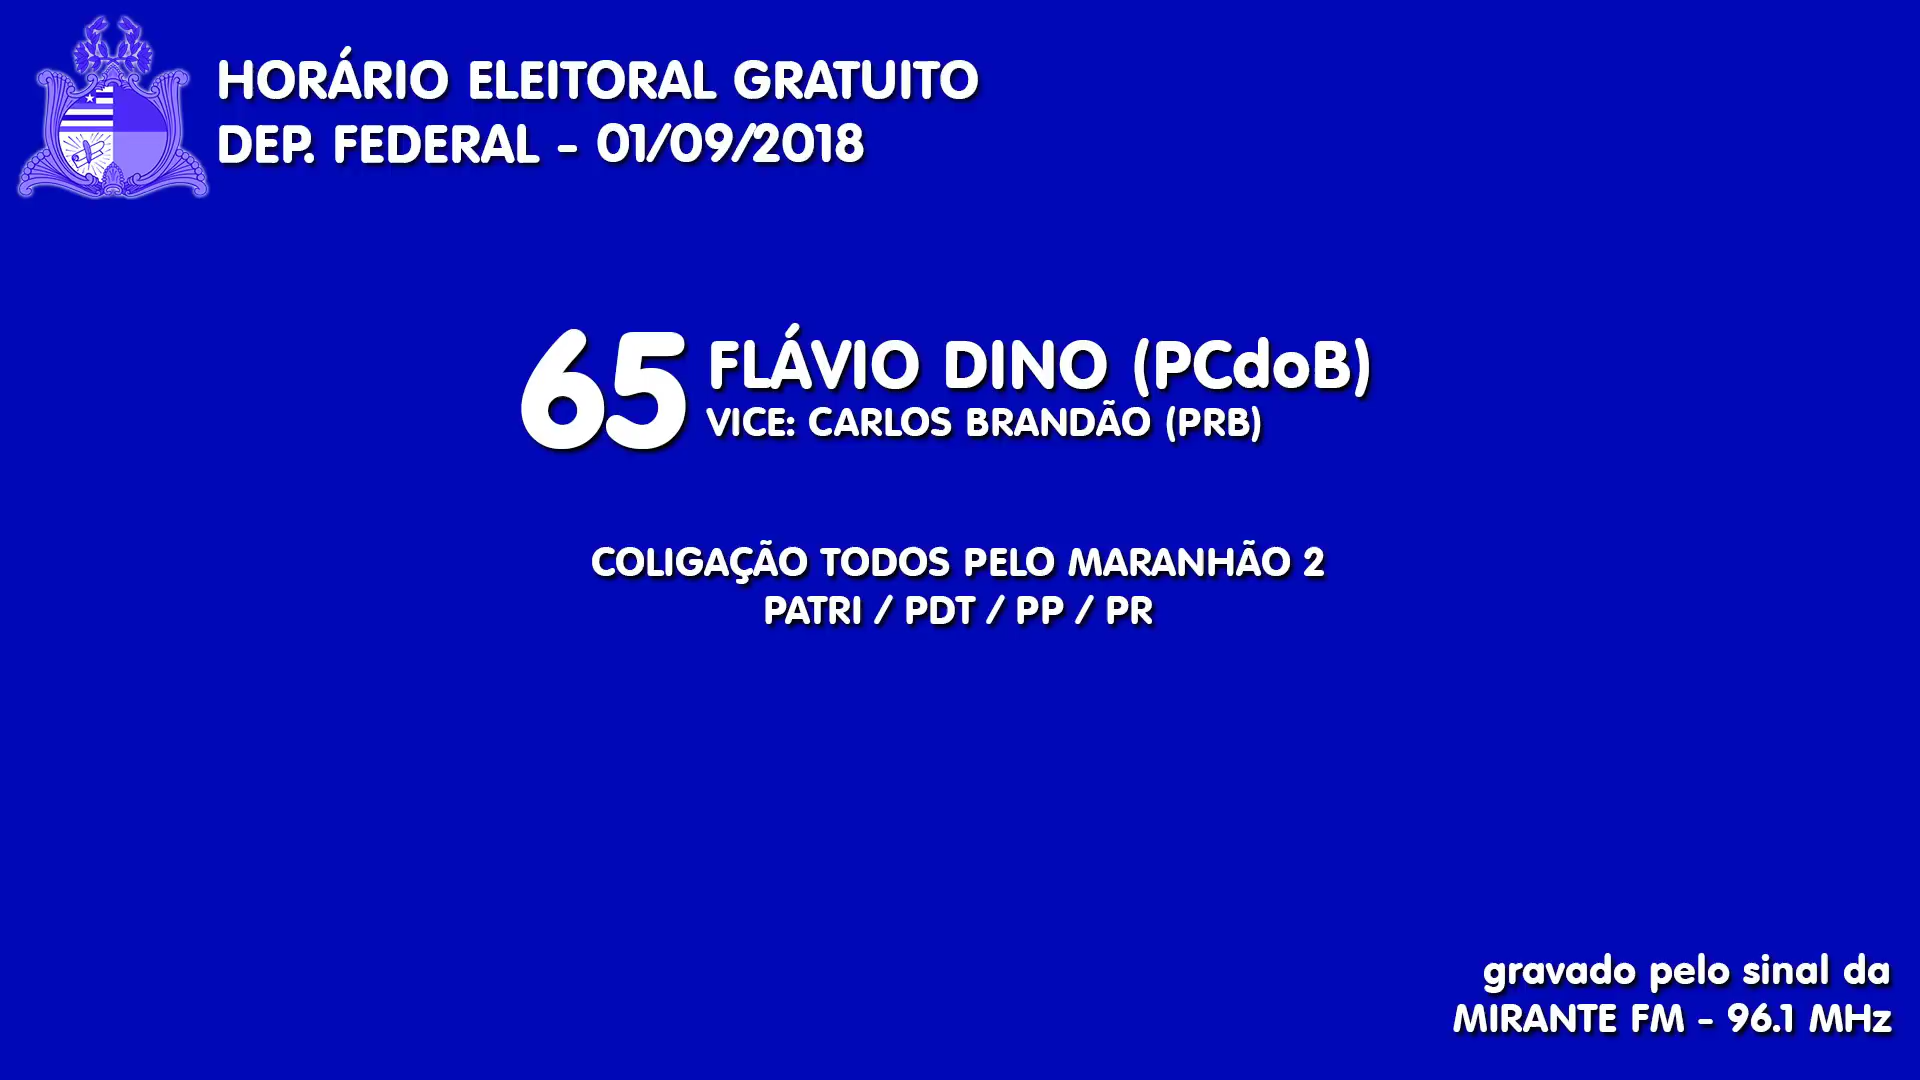 HORÁRIO ELEITORAL GRATUITO
DEP. FEDERAL - 01/09/2018
65 FLÁVIO DINO (PCdoB)
VICE: CARLOS BRANDÃO (PRB)
COLIGAÇÃO TODOS PELO MARANHÃO 2
PATRI / PDT / PP / PR
gravado pelo sinal da
MIRANTE FM - 96.1 MHz